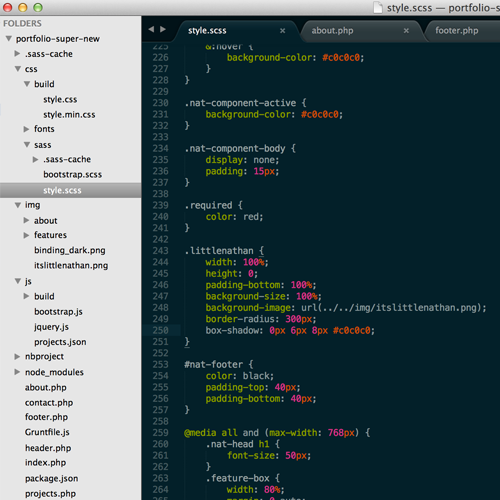 style.scss — portfolio-super-new
FOLDERS
portfolio-super-new
.sass-cache
css
build
style.css
style.min.css
fonts
sass
.sass-cache
bootstrap.scss
style.scss
img
about
features
binding_dark.png
itslittlenathan.png
js
build
bootstrap.js
jquery.js
projects.json
nbproject
node_modules
about.php
contact.php
footer.php
Gruntfile.js
header.php
index.php
package.json
projects.php
style.scss × about.php × footer.php
225 &:hover {
226 background-color: #c0c0c0;
227 }
228 }
229
230 .nat-component-active {
231 background-color: #c0c0c0;
232 }
233
234 .nat-component-body {
235 display: none;
236 padding: 15px;
237 }
238
239 .required {
240 color: red;
241 }
242
243 .littlenathan {
244 width: 100%;
245 height: 0;
246 padding-bottom: 100%;
247 background-size: 100%;
248 background-image: url(../../img/itslittlenathan.png);
249 border-radius: 300px;
250 box-shadow: 0px 6px 8px #c0c0c0;
251 }
252
253 #nat-footer {
254 color: black;
255 padding-top: 40px;
256 padding-bottom: 40px;
257 }
258
259 @media all and (max-width: 768px) {
260 .nat-head h1 {
261 font-size: 50px;
262 }
263 .feature-box {
264 width: 80%;